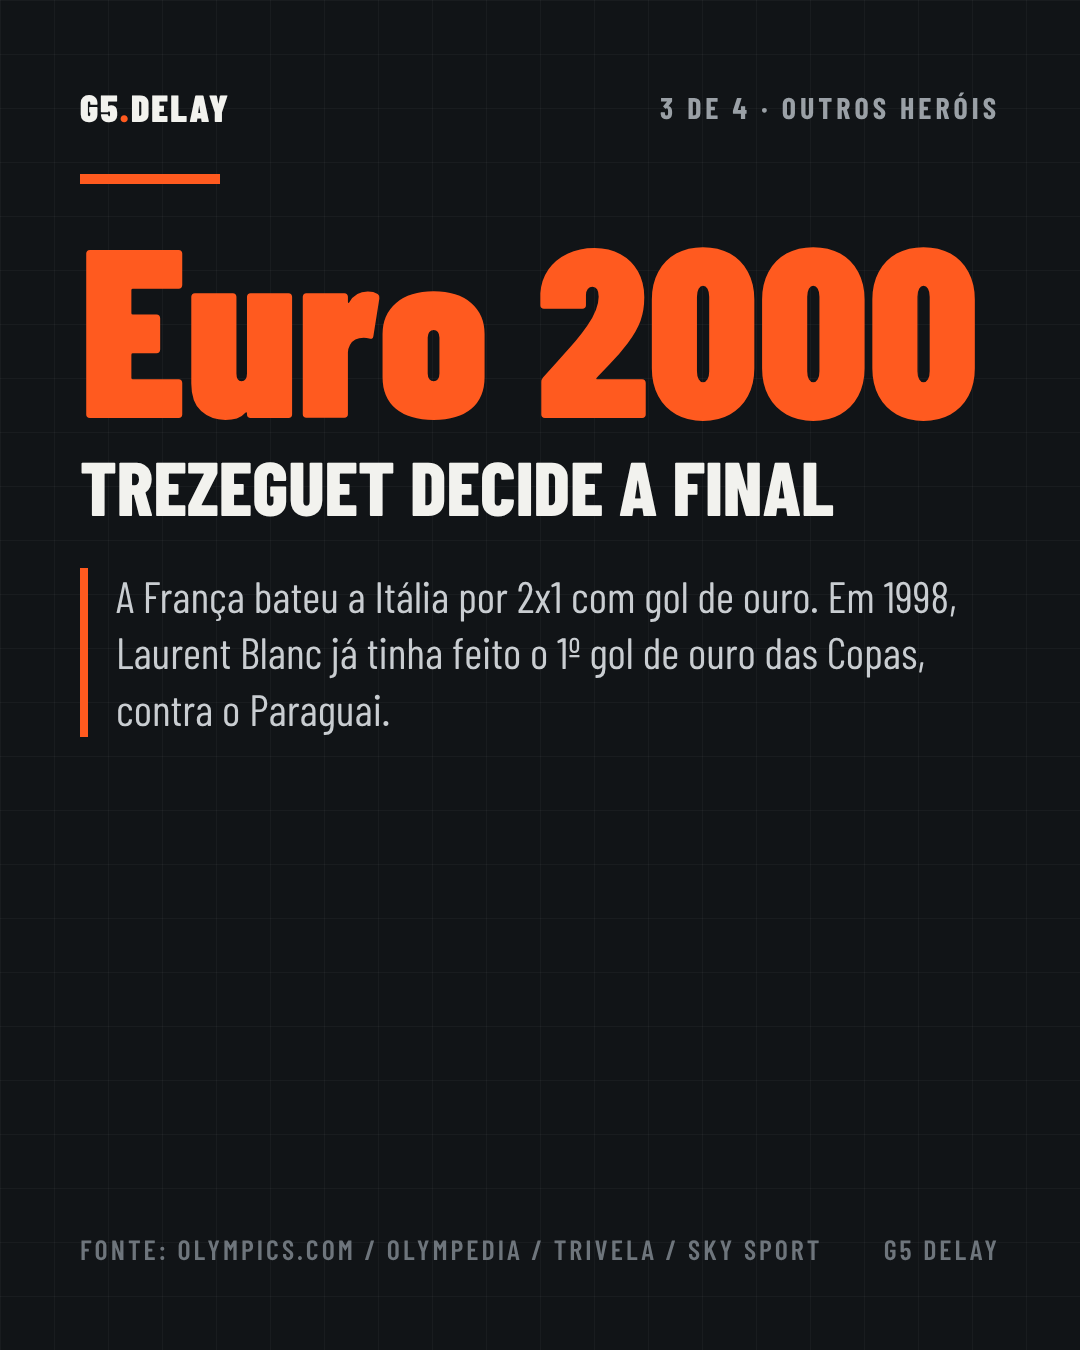 G5.DELAY
3 DE 4 · OUTROS HERÓIS
Euro 2000
TREZEGUET DECIDE A FINAL
A França bateu a Itália por 2x1 com gol de ouro. Em 1998,
Laurent Blanc já tinha feito o 1º gol de ouro das Copas,
contra o Paraguai.
FONTE: OLYMPICS.COM / OLYMPEDIA / TRIVELA / SKY SPORT
G5 DELAY